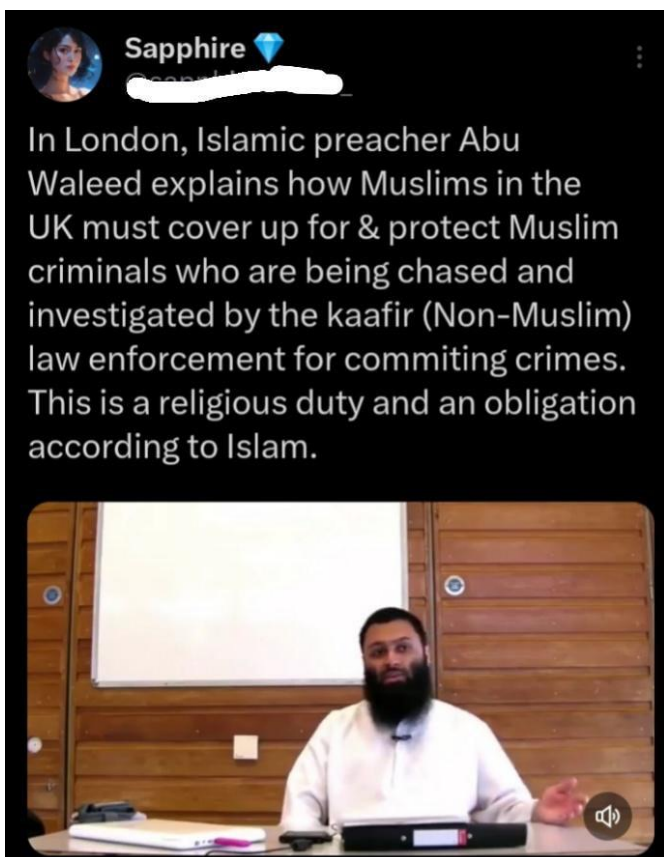 Sapphire
In London, Islamic preacher Abu
Waleed explains how Muslims in the
UK must cover up for & protect Muslim
criminals who are being chased and
investigated by the kaafir (Non-Muslim)
law enforcement for commiting crimes.
This is a religious duty and an obligation
according to Islam.